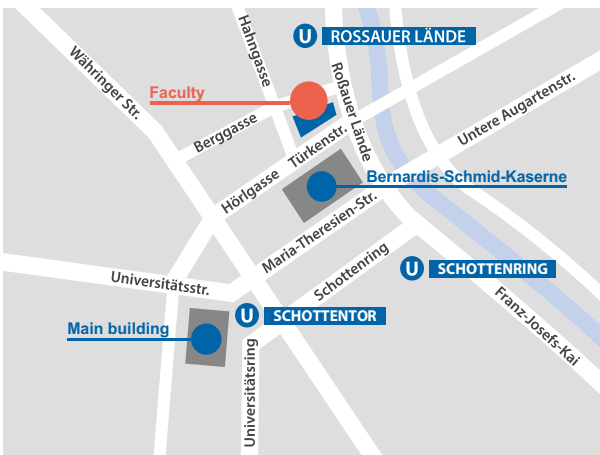 U ROSSAUER LÄNDE
Hahngasse
Währinger Str.
Roßauer Lände
Faculty
Berggasse
Türkenstr.
Untere Augartenstr.
Hörlgasse
Bernardis-Schmid-Kaserne
Maria-Theresien-Str.
Schottenring
U SCHOTTENRING
Universitätsstr.
U SCHOTTENTOR
Main building
Franz-Josefs-Kai
Universitätsring